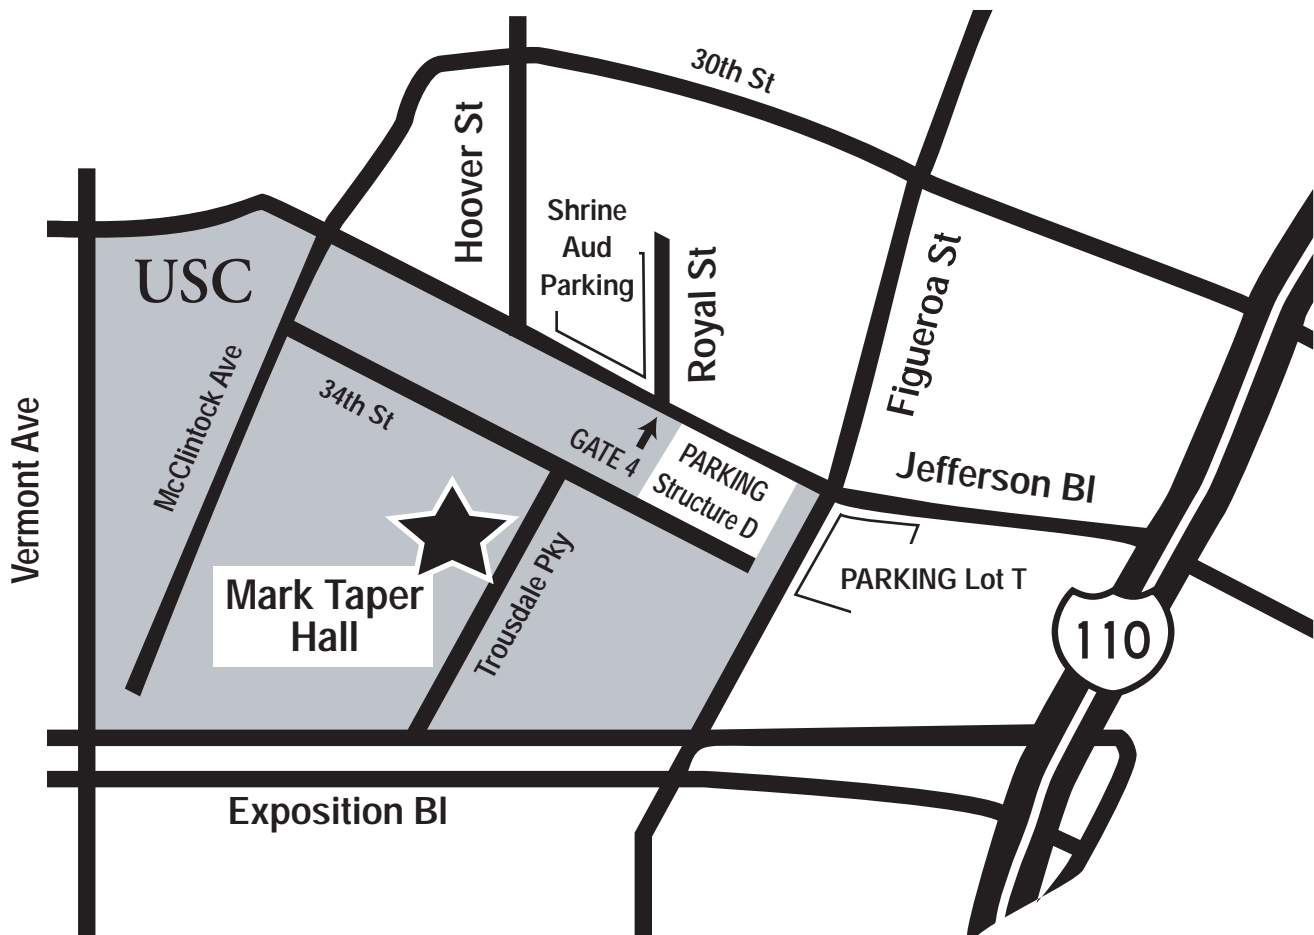 30th St
Hoover St
Shrine
Aud
Parking
Royal St
Figueroa St
USC
McClintock Ave
34th St
Vermont Ave
GATE 4
PARKING
Structure D
Jefferson Bl
PARKING Lot T
Mark Taper
Hall
Trousdale Pky
110
Exposition Bl